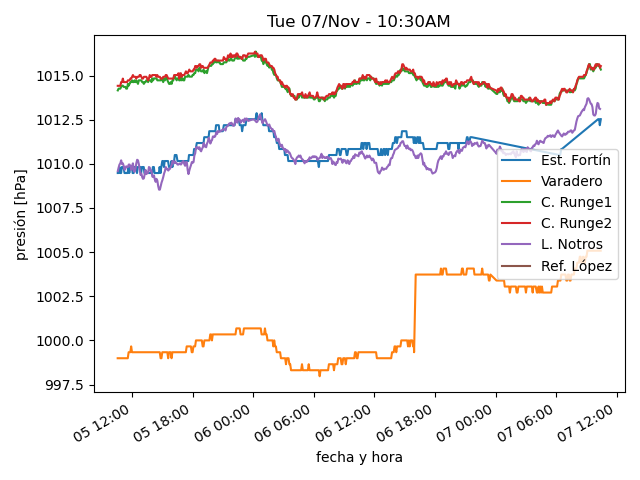 Tue 07/Nov - 10:30AM
presión [hPa]
1015.0
1012.5
1010.0
1007.5
1005.0
1002.5
1000.0
997.5
Est. Fortín
Varadero
C. Runge1
C. Runge2
L. Notros
Ref. López
05 12:00
05 18:00
06 00:00
06 06:00
06 12:00
06 18:00
07 00:00
07 06:00
07 12:00
fecha y hora